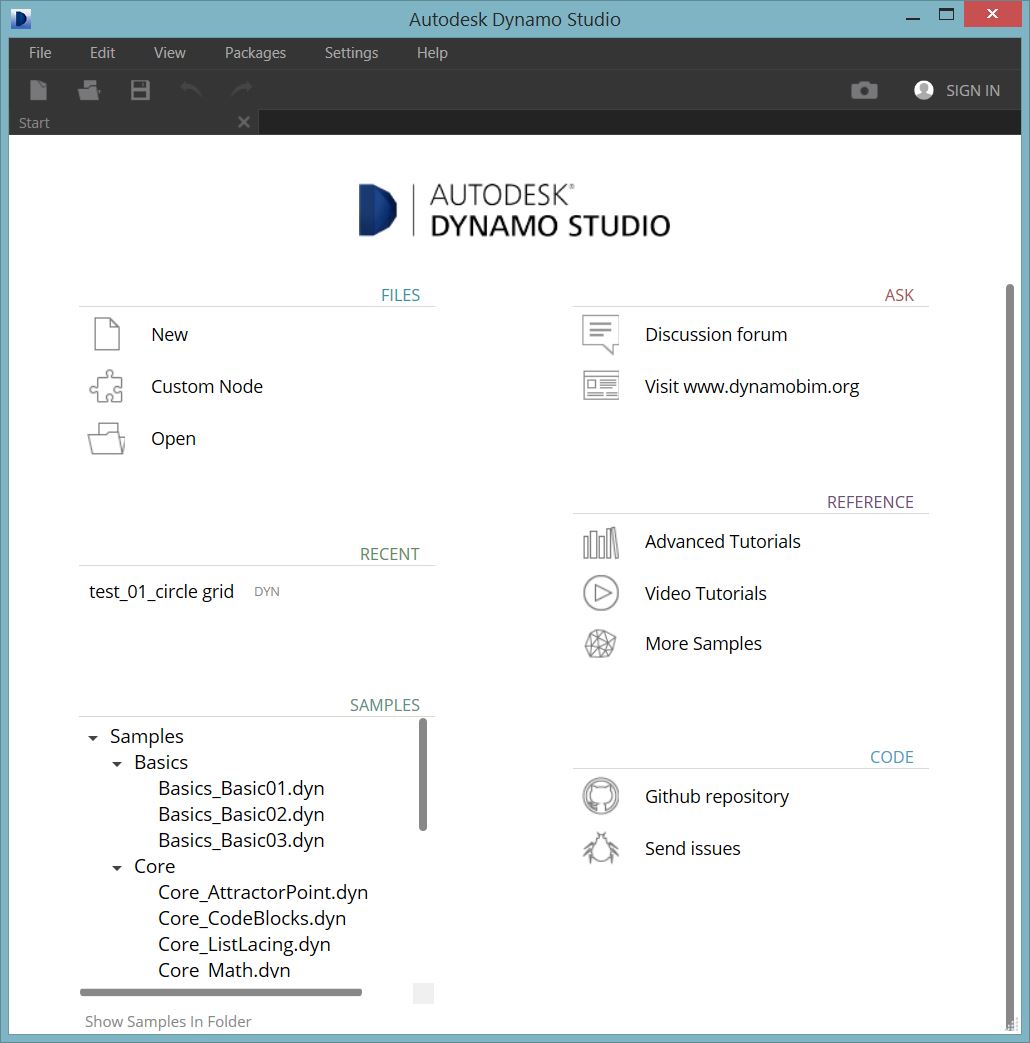 Autodesk Dynamo Studio
File Edit View Packages Settings Help
SIGN IN
Start
AUTODESK®
DYNAMO STUDIO
FILES
New
Custom Node
Open
RECENT
test_01_circle grid DYN
SAMPLES
Samples
Basics
Basics_Basic01.dyn
Basics_Basic02.dyn
Basics_Basic03.dyn
Core
Core_AttractorPoint.dyn
Core_CodeBlocks.dyn
Core_ListLacing.dyn
Core_Math.dyn
Show Samples In Folder
ASK
Discussion forum
Visit www.dynamobim.org
REFERENCE
Advanced Tutorials
Video Tutorials
More Samples
CODE
Github repository
Send issues